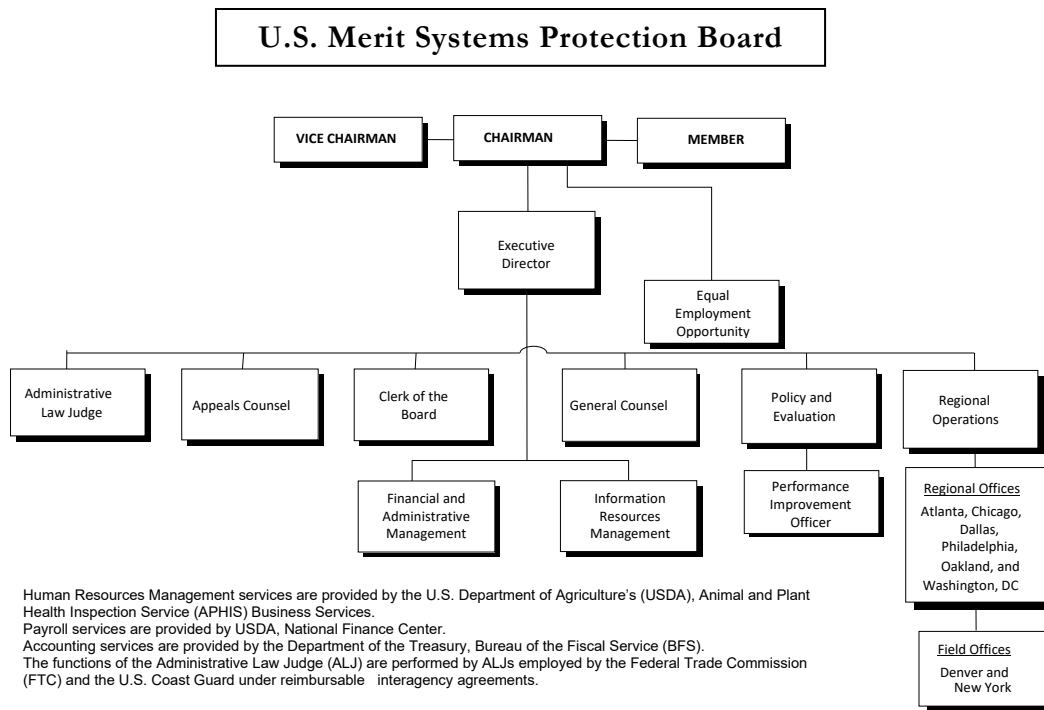 U.S. Merit Systems Protection Board
VICE CHAIRMAN
CHAIRMAN
MEMBER
Executive
Director
Equal
Employment
Opportunity
Administrative
Law Judge
Appeals Counsel
Clerk of the
Board
General Counsel
Policy and
Evaluation
Regional
Operations
Financial and
Administrative
Management
Information
Resources
Management
Performance
Improvement
Officer
Regional Offices
Atlanta, Chicago,
Dallas,
Philadelphia,
Oakland, and
Washington, DC
Field Offices
Denver and
New York
Human Resources Management services are provided by the U.S. Department of Agriculture's (USDA), Animal and Plant
Health Inspection Service (APHIS) Business Services.
Payroll services are provided by USDA, National Finance Center.
Accounting services are provided by the Department of the Treasury, Bureau of the Fiscal Service (BFS).
The functions of the Administrative Law Judge (ALJ) are performed by ALJs employed by the Federal Trade Commission
(FTC) and the U.S. Coast Guard under reimbursable interagency agreements.